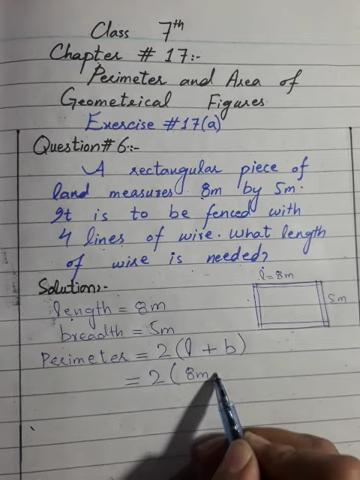 Class 7th
Chapter # 17:-
Perimeter and Area of
Geometrical Figures
Exercise #17(a)
Question# 6:-
A rectangular piece of
land measures 8m by 5m.
It is to be fenced with
4 lines of wire. What length
of wire is needed?
Solution:-
l=8m
5m
length = 8m
breadth = 5m
Perimeter = 2(l + b)
= 2( 8m